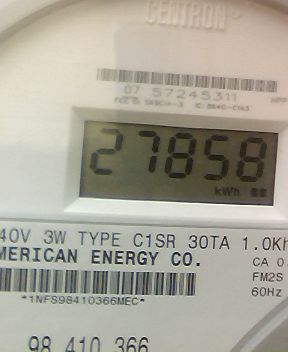 CENTRON®
07 57245311
27858
kWh
40V 3W TYPE C1SR 30TA 1.0Kh
MERICAN ENERGY CO.
CA 0.
FM2S
60Hz
*1NFS98410366MEC*
98 410 366